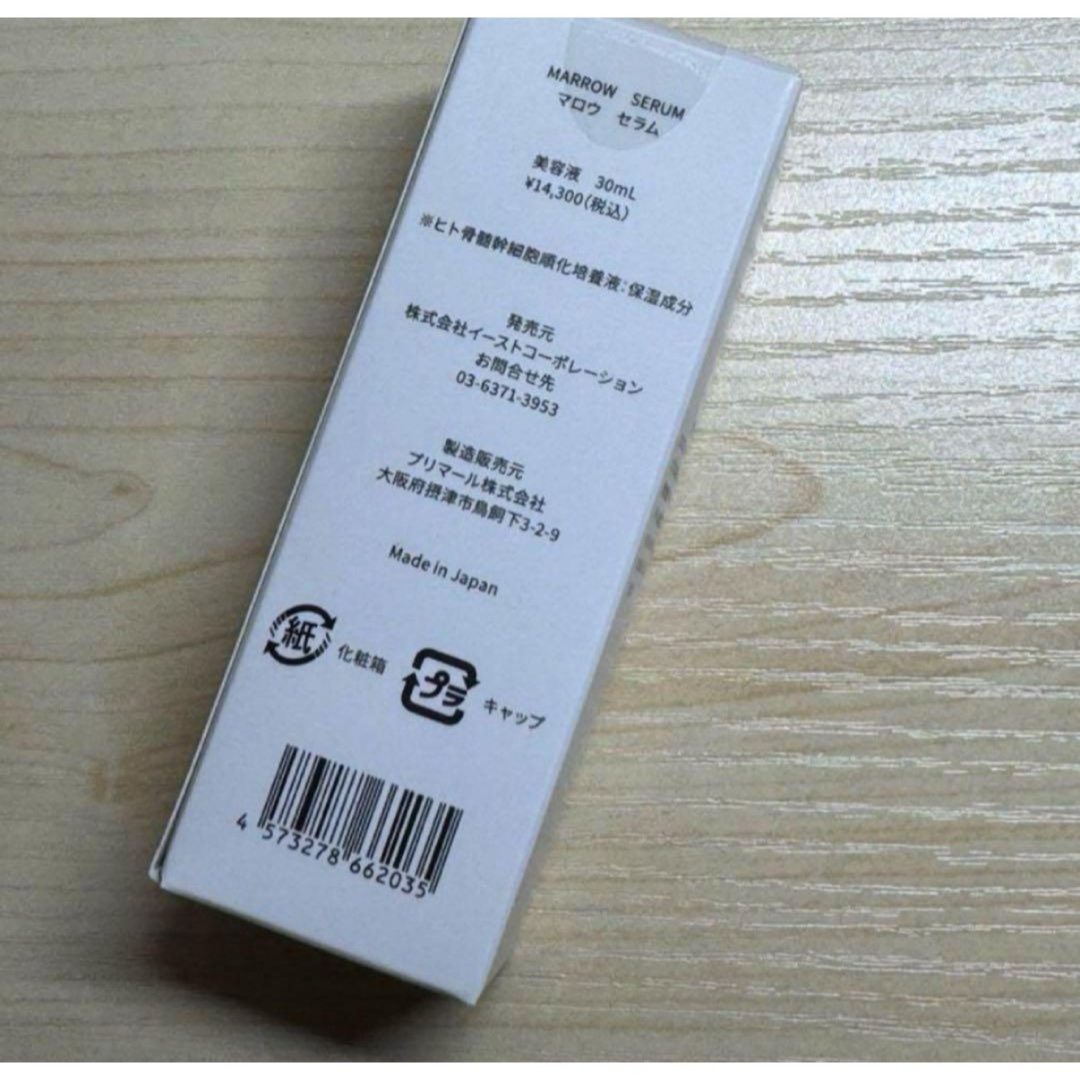 MARROW SERUM
マロウ セラム
美容液 30mL
¥14,300(税込)
※ヒト骨髄幹細胞順化培養液:保湿成分
発売元
株式会社イーストコーポレーション
お問合せ先
03-6371-3953
製造販売元
プリマール株式会社
大阪府摂津市鳥飼下3-2-9
Made in Japan
紙 化粧箱
プラ キャップ
4 573278 662035